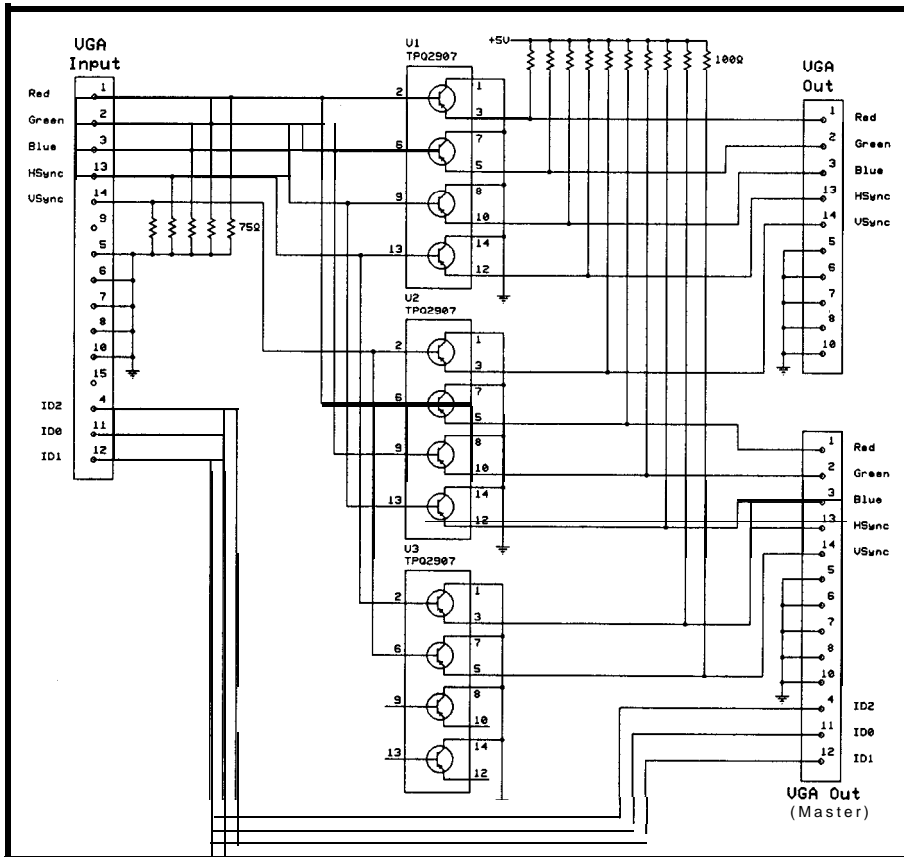 VGA
Input
1
Red
2
Green
3
Blue
13
HSync
14
VSync
9
5
6
7
8
10
15
4
ID2
11
ID0
12
ID1
75Ω
U1
TPQ2907
2
1
3
6
7
5
9
8
10
13
14
12
U2
TPQ2907
2
1
3
6
7
5
9
8
10
13
14
12
U3
TPQ2907
2
1
3
6
7
5
9
8
10
13
14
12
+5V
100Ω
VGA
Out
1
Red
2
Green
3
Blue
13
HSync
14
VSync
5
6
7
8
10
1
Red
2
Green
3
Blue
13
HSync
14
VSync
5
6
7
8
10
4
ID2
11
ID0
12
ID1
VGA Out
(Master)